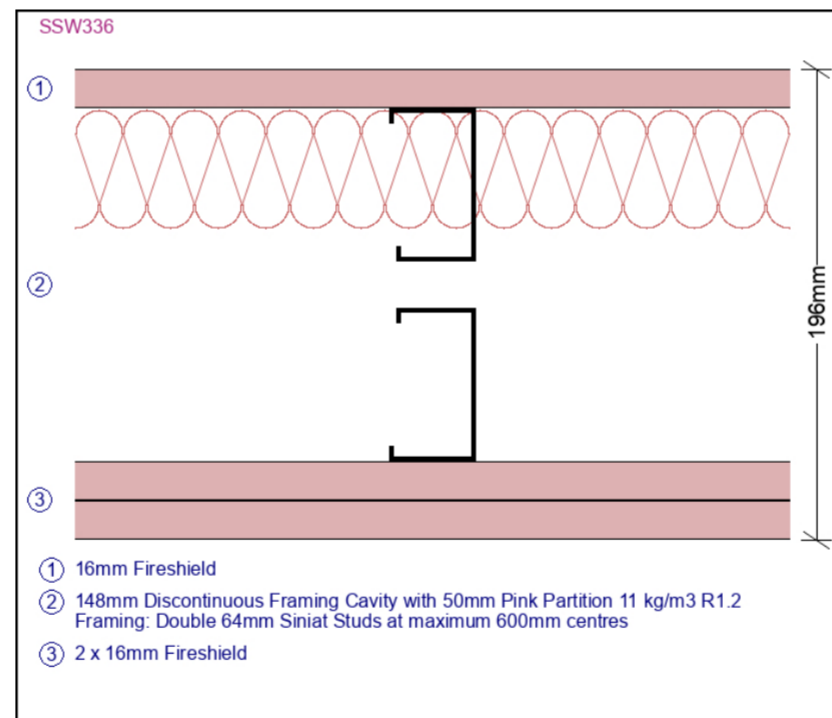 SSW336
1
2
196mm
3
1 16mm Fireshield
2 148mm Discontinuous Framing Cavity with 50mm Pink Partition 11 kg/m3 R1.2
Framing: Double 64mm Siniat Studs at maximum 600mm centres
3 2 x 16mm Fireshield